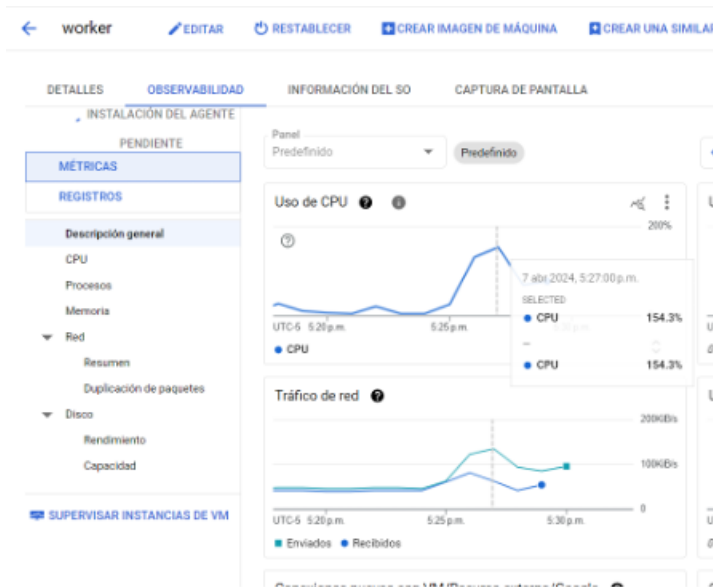 worker
EDITAR
RESTABLECER
CREAR IMAGEN DE MÁQUINA
CREAR UNA SIMILAR
DETALLES
OBSERVABILIDAD
INFORMACIÓN DEL SO
CAPTURA DE PANTALLA
INSTALACIÓN DEL AGENTE
PENDIENTE
MÉTRICAS
REGISTROS
Descripción general
CPU
Procesos
Memoria
Red
Resumen
Duplicación de paquetes
Disco
Rendimiento
Capacidad
SUPERVISAR INSTANCIAS DE VM
Panel
Predefinido
Predefinido
Uso de CPU
200%
7 abr 2024, 5:27:00 p.m.
SELECTED
CPU 154.3%
–
CPU 154.3%
UTC-5 5:20 p.m. 5:25 p.m.
CPU
Tráfico de red
200KiB/s
100KiB/s
0
UTC-5 5:20 p.m. 5:25 p.m. 5:30 p.m.
Enviados Recibidos